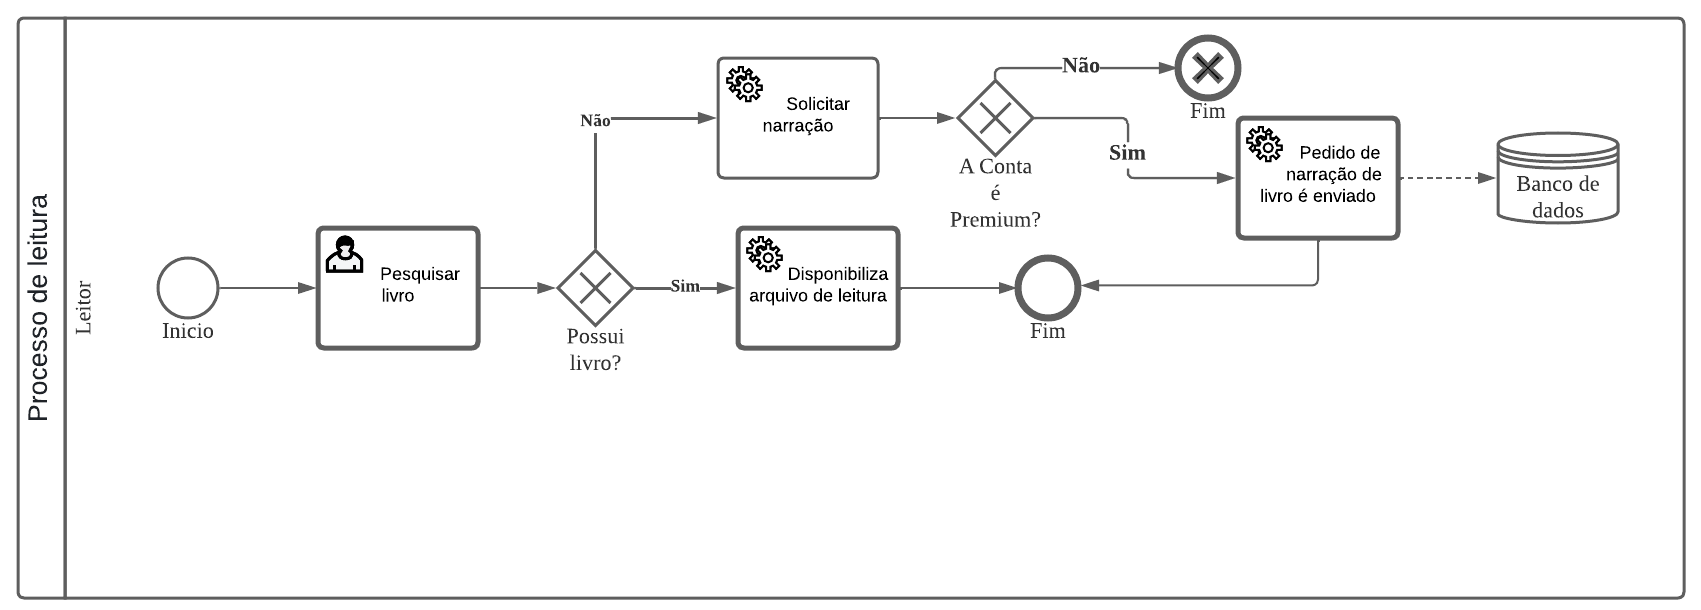 Processo de leitura
Leitor
Inicio
Pesquisar
livro
Possui
livro?
Não
Sim
Solicitar
narração
Disponibiliza
arquivo de leitura
A Conta
é
Premium?
Não
Fim
Sim
Pedido de
narração de
livro é enviado
Banco de
dados
Fim